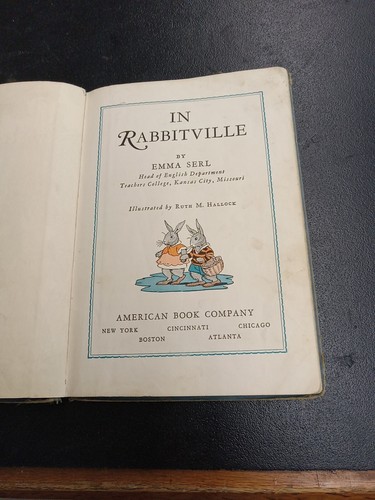 IN
RABBITVILLE
BY
EMMA SERL
Head of English Department
Teachers College, Kansas City, Missouri
Illustrated by RUTH M. HALLOCK
AMERICAN BOOK COMPANY
NEW YORK CINCINNATI CHICAGO
BOSTON ATLANTA